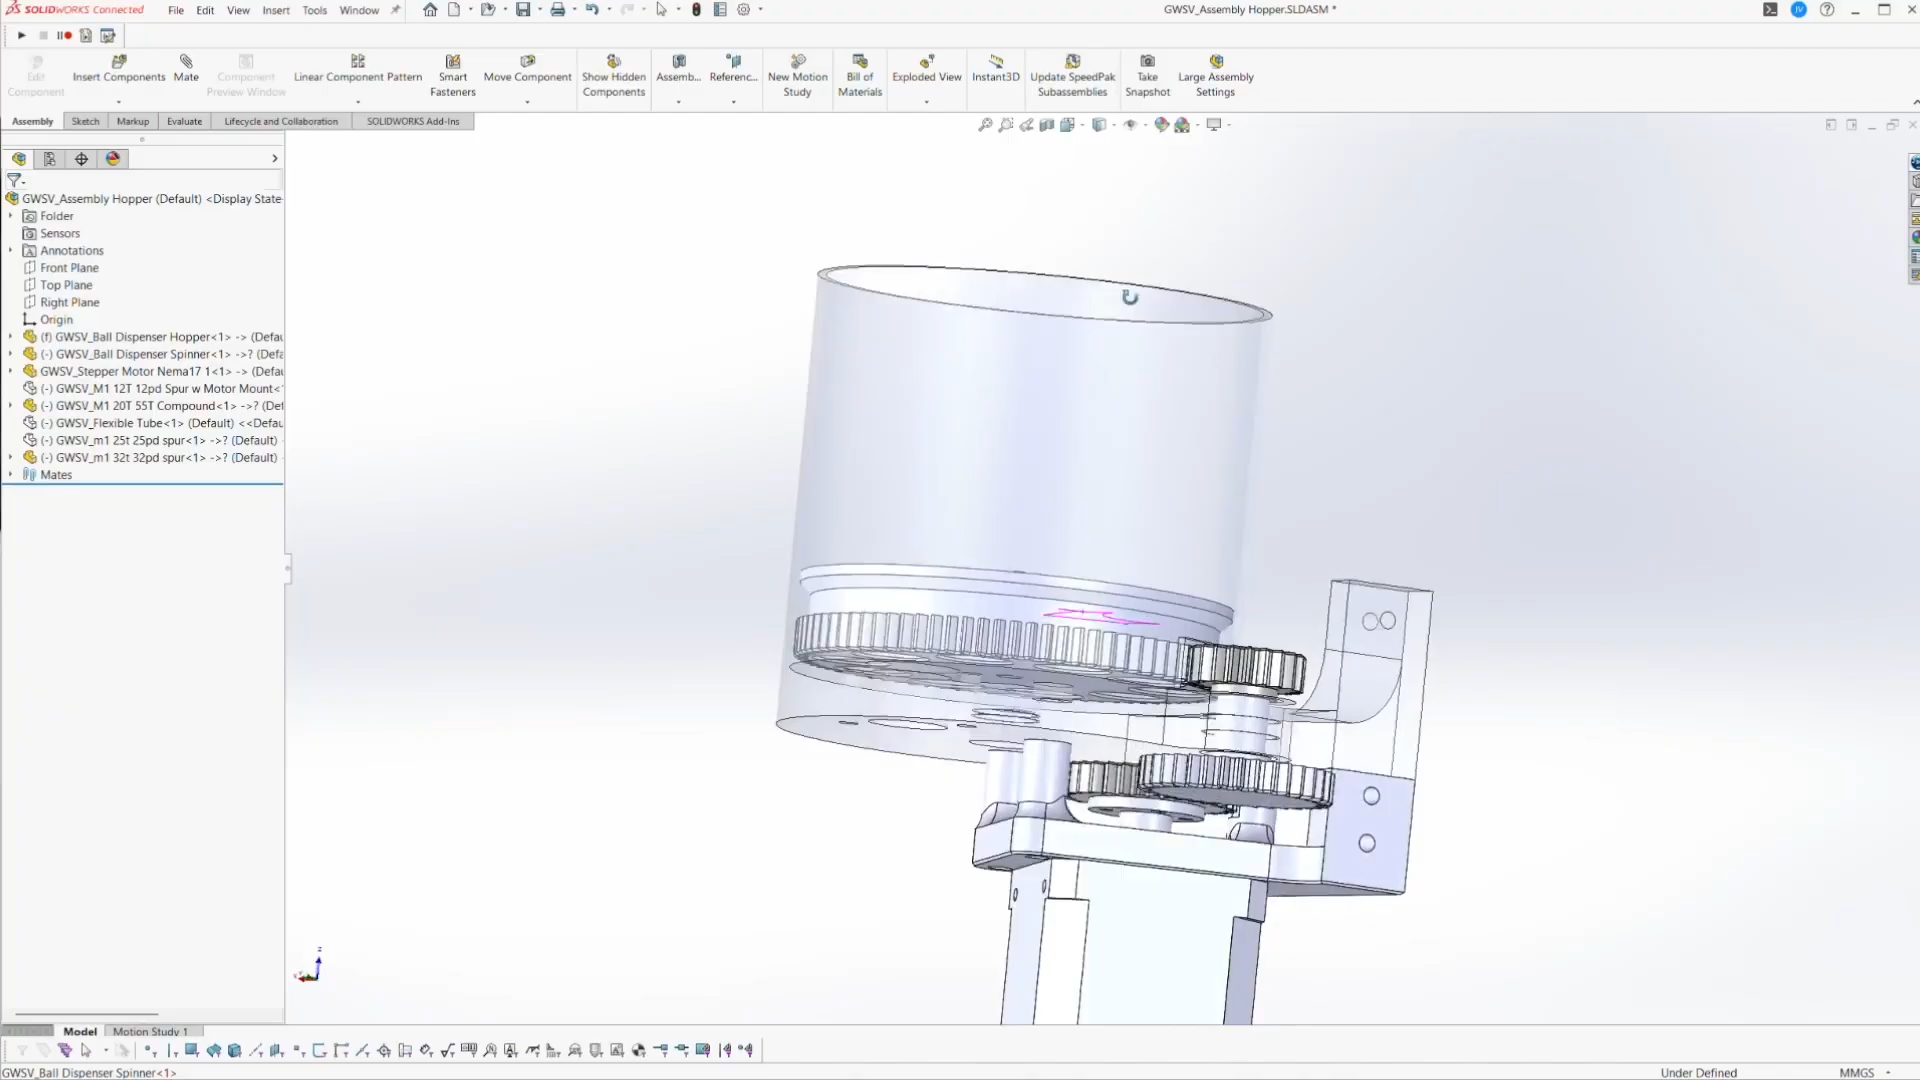 SOLIDWORKS Connected
File Edit View Insert Tools Window
GWSV_Assembly Hopper.SLDASM *
IV
Edit Component
Insert Components
Mate
Component Preview Window
Linear Component Pattern
Smart Fasteners
Move Component
Show Hidden Components
Assemb...
Referenc...
New Motion Study
Bill of Materials
Exploded View
Instant3D
Update SpeedPak Subassemblies
Take Snapshot
Large Assembly Settings
Assembly Sketch Markup Evaluate Lifecycle and Collaboration SOLIDWORKS Add-Ins
GWSV_Assembly Hopper (Default) <Display State
Folder
Sensors
Annotations
Front Plane
Top Plane
Right Plane
Origin
(f) GWSV_Ball Dispenser Hopper<1> -> (Defau
(-) GWSV_Ball Dispenser Spinner<1> ->? (Defa
GWSV_Stepper Motor Nema17 1<1> -> (Defau
(-) GWSV_M1 12T 12pd Spur w Motor Mount<
(-) GWSV_M1 20T 55T Compound<1> ->? (Def
(-) GWSV_Flexible Tube<1> (Default) <<Defau
(-) GWSV_m1 25t 25pd spur<1> ->? (Default)
(-) GWSV_m1 32t 32pd spur<1> ->? (Default)
Mates
Model Motion Study 1
GWSV_Ball Dispenser Spinner<1>
Under Defined
MMGS